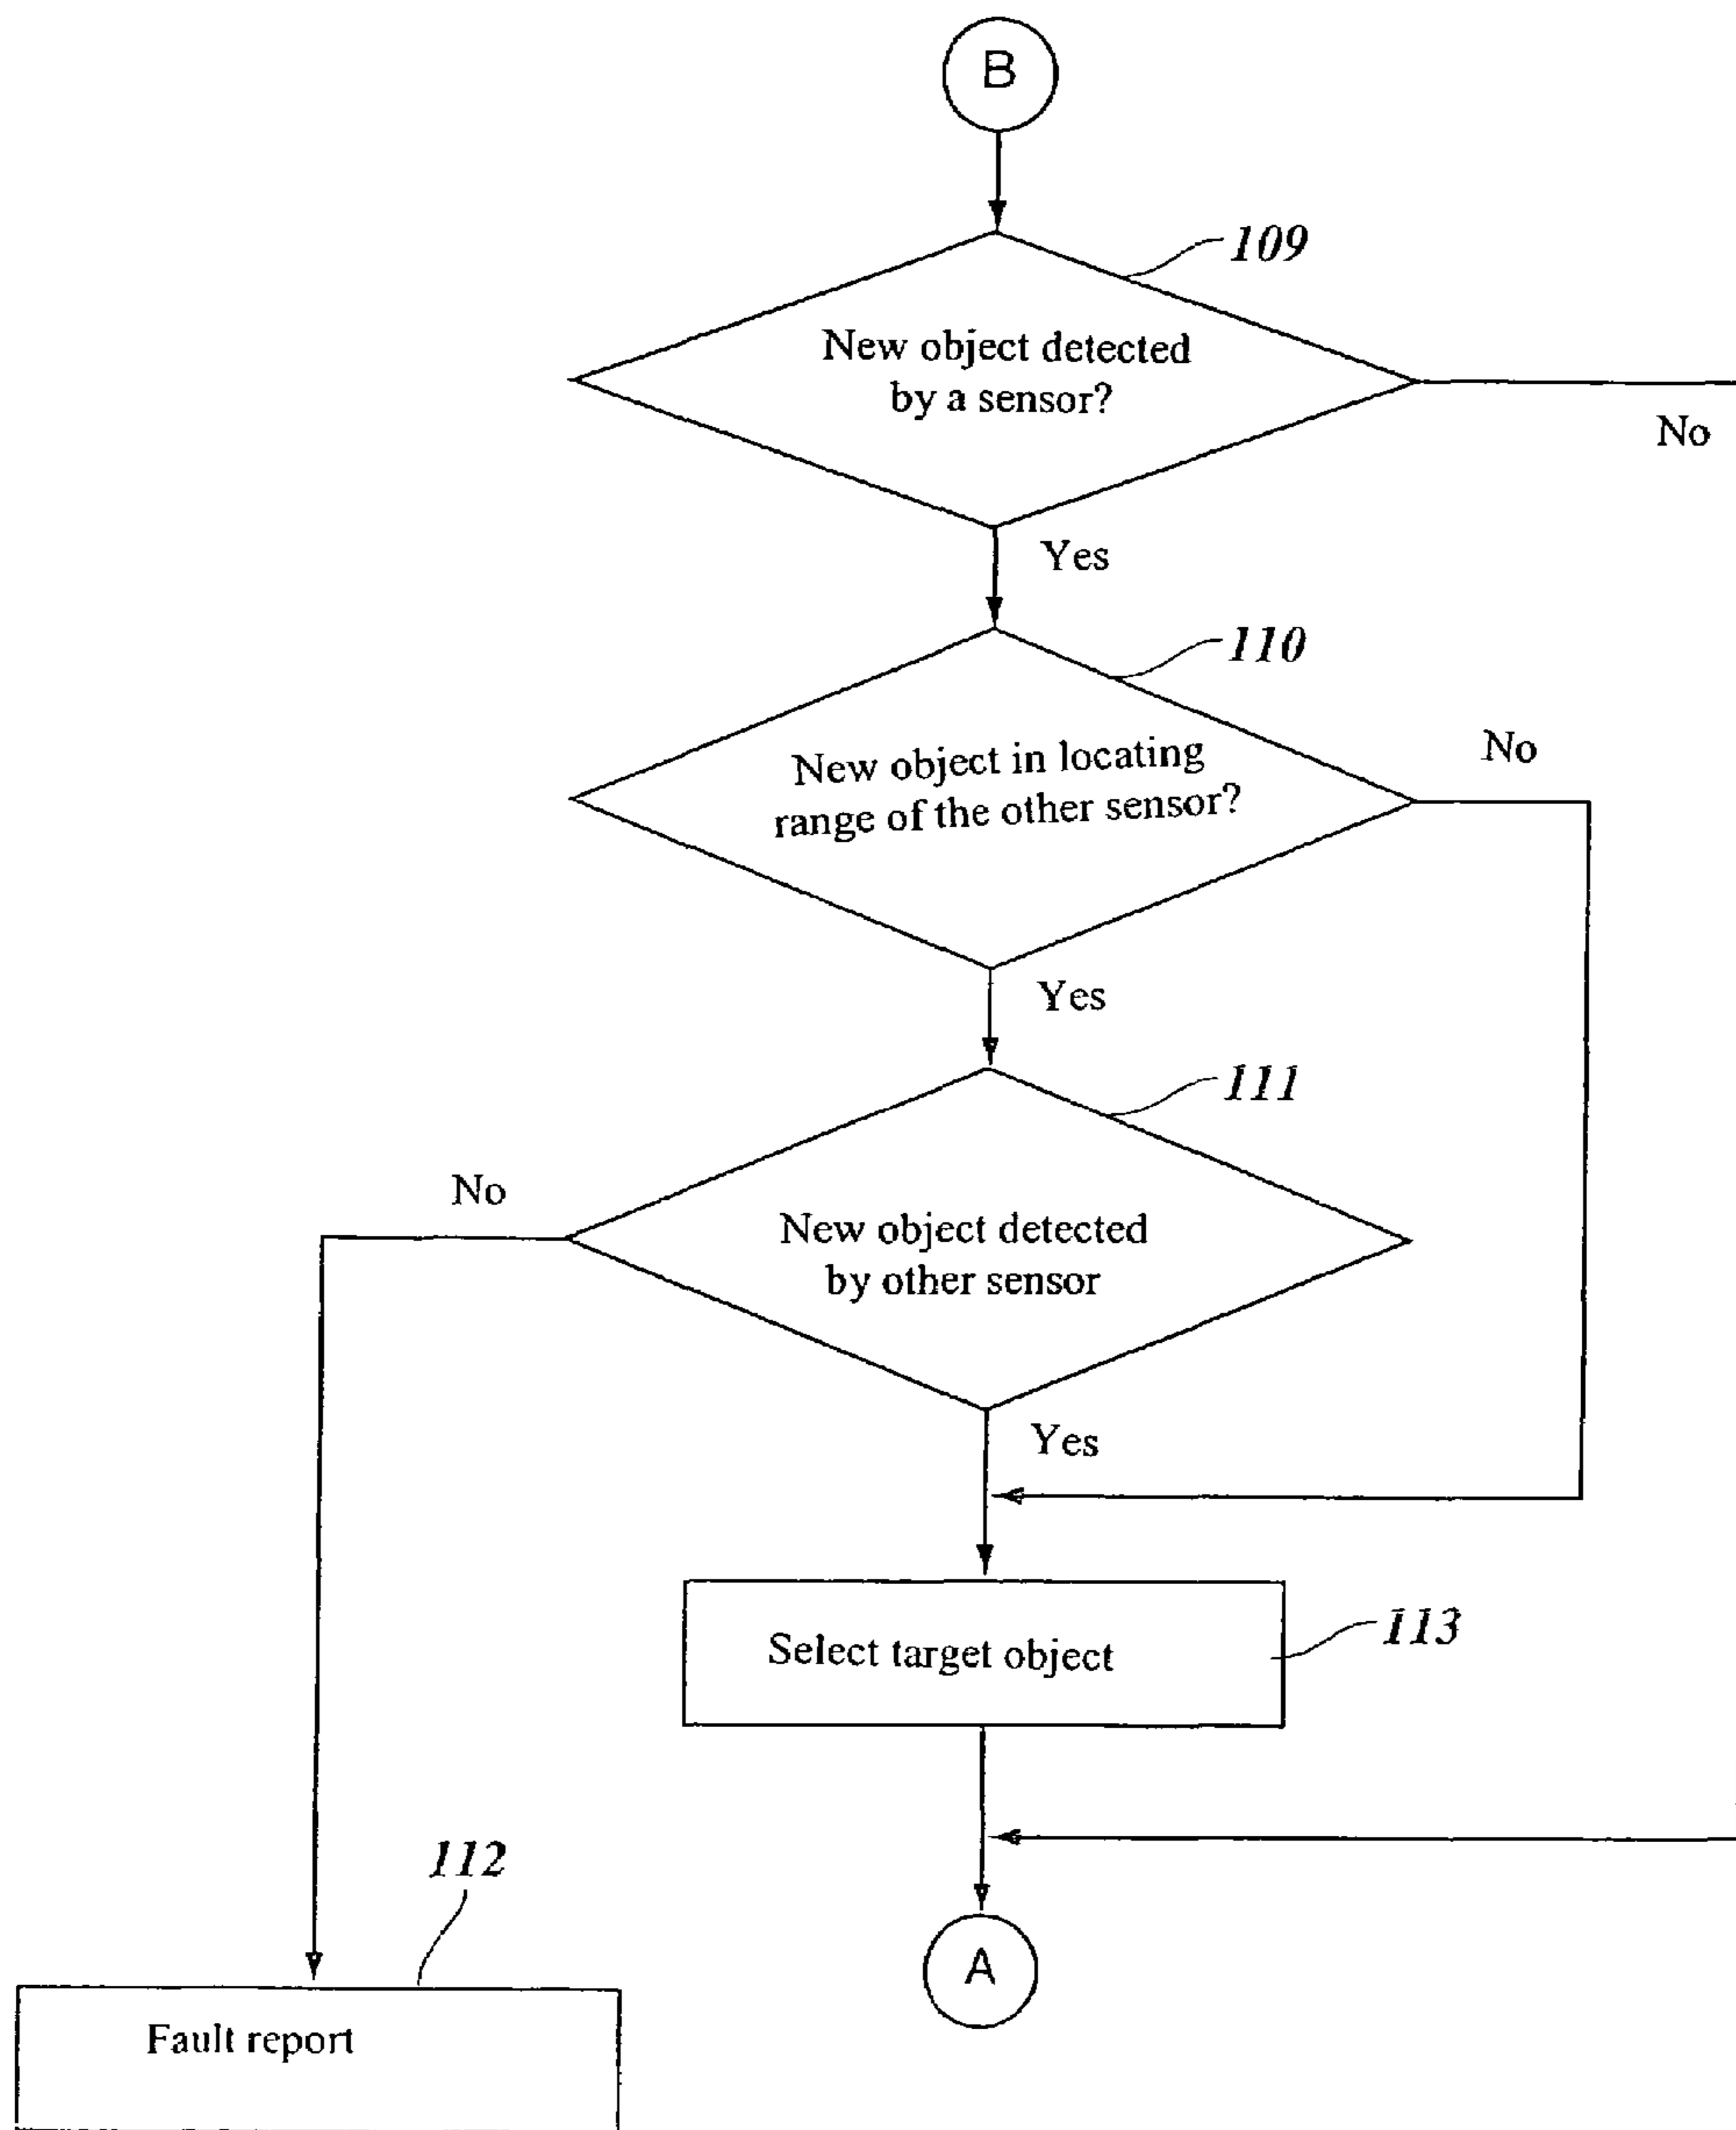 B
109
New object detected
by a sensor?
No
Yes
110
New object in locating
range of the other sensor?
No
Yes
111
No
New object detected
by other sensor
Yes
Select target object
113
112
A
Fault report